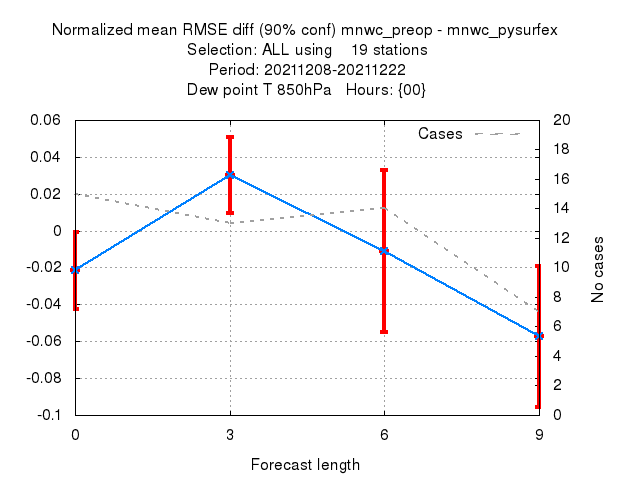 Normalized mean RMSE diff (90% conf) mnwc_preop - mnwc_pysurfex
Selection: ALL using 19 stations
Period: 20211208-20211222
Dew point T 850hPa Hours: {00}
Cases
0.06
0.04
0.02
0
-0.02
-0.04
-0.06
-0.08
-0.1
20
18
16
14
12
10
8
6
4
2
0
No cases
0 3 6 9
Forecast length